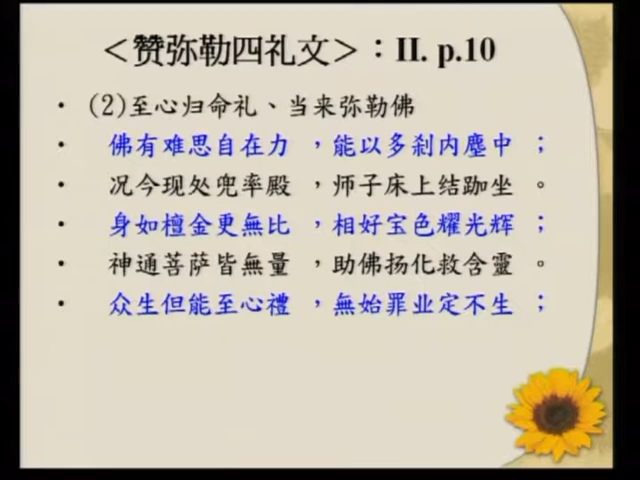 ＜赞弥勒四礼文＞：II. p.10
• (2)至心归命礼、当来弥勒佛
• 佛有难思自在力 ，能以多刹内塵中 ；
• 况今现处兜率殿 ，师子床上结跏坐 。
• 身如檀金更無比 ，相好宝色耀光辉 ；
• 神通菩萨皆無量 ，助佛扬化救含靈 。
• 众生但能至心禮 ，無始罪业定不生 ；